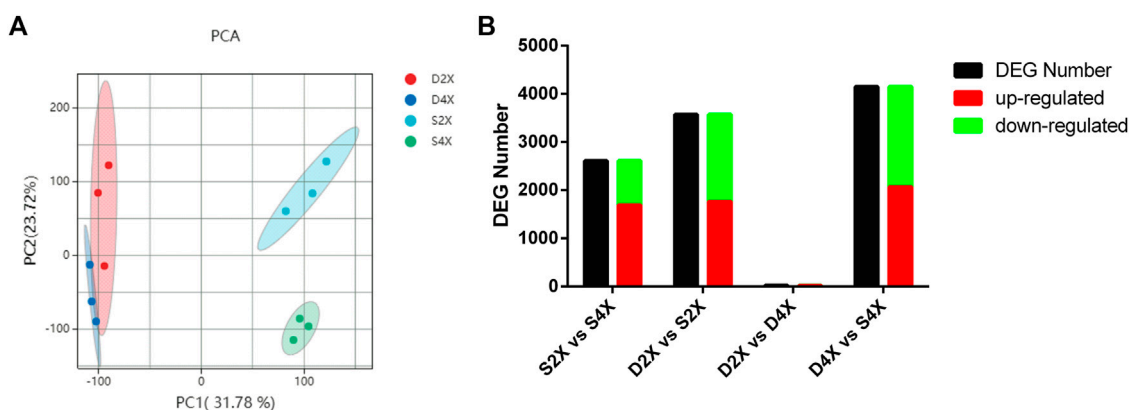 A
PCA
200
100
0
-100
-100
0
100
PC2(23.72%)
PC1( 31.78 %)
D2X
D4X
S2X
S4X
B
5000
4000
3000
2000
1000
0
DEG Number
S2X vs S4X
D2X vs S2X
D2X vs D4X
D4X vs S4X
DEG Number
up-regulated
down-regulated